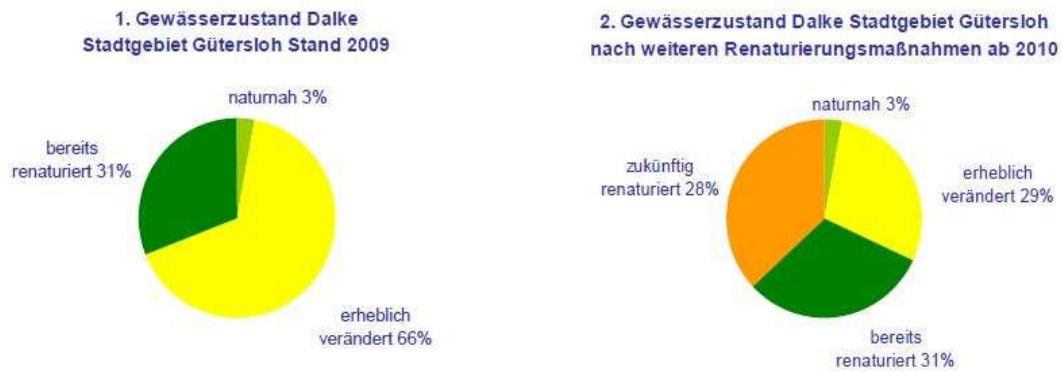 1. Gewässerzustand Dalke
Stadtgebiet Gütersloh Stand 2009
naturnah 3%
bereits
renaturiert 31%
erheblich
verändert 66%
2. Gewässerzustand Dalke Stadtgebiet Gütersloh
nach weiteren Renaturierungsmaßnahmen ab 2010
naturnah 3%
zukünftig
renaturiert 28%
erheblich
verändert 29%
bereits
renaturiert 31%